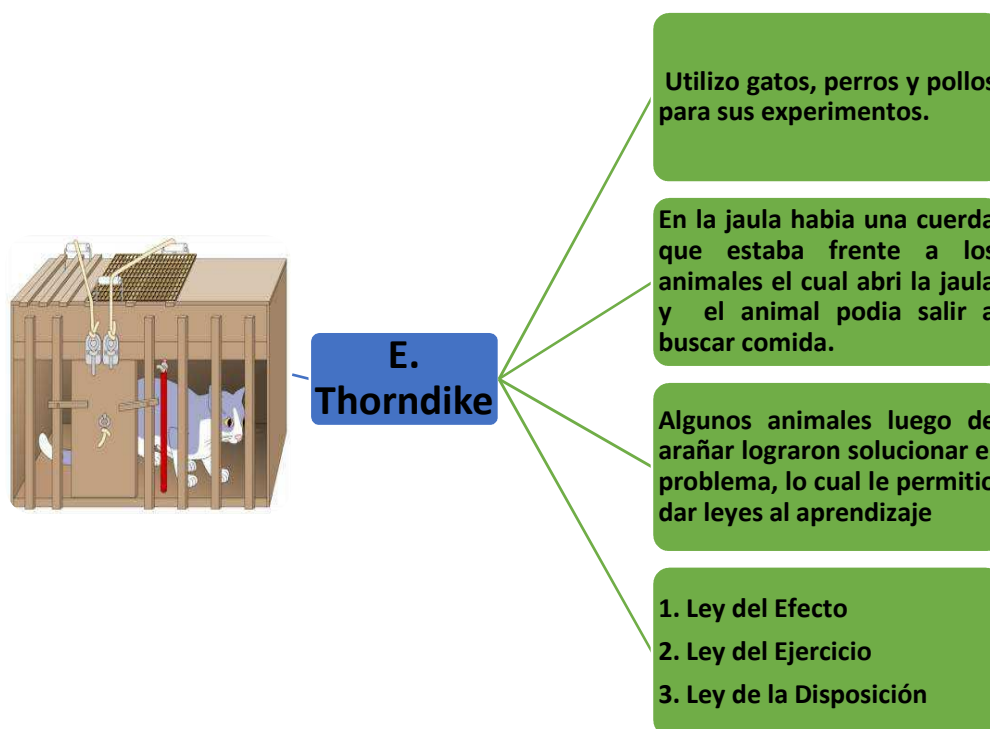 E.
Thorndike
Utilizo gatos, perros y pollos
para sus experimentos.
En la jaula habia una cuerda
que estaba frente a los
animales el cual abri la jaula
y el animal podia salir a
buscar comida.
Algunos animales luego de
arañar lograron solucionar e
problema, lo cual le permitio
dar leyes al aprendizaje
1. Ley del Efecto
2. Ley del Ejercicio
3. Ley de la Disposición